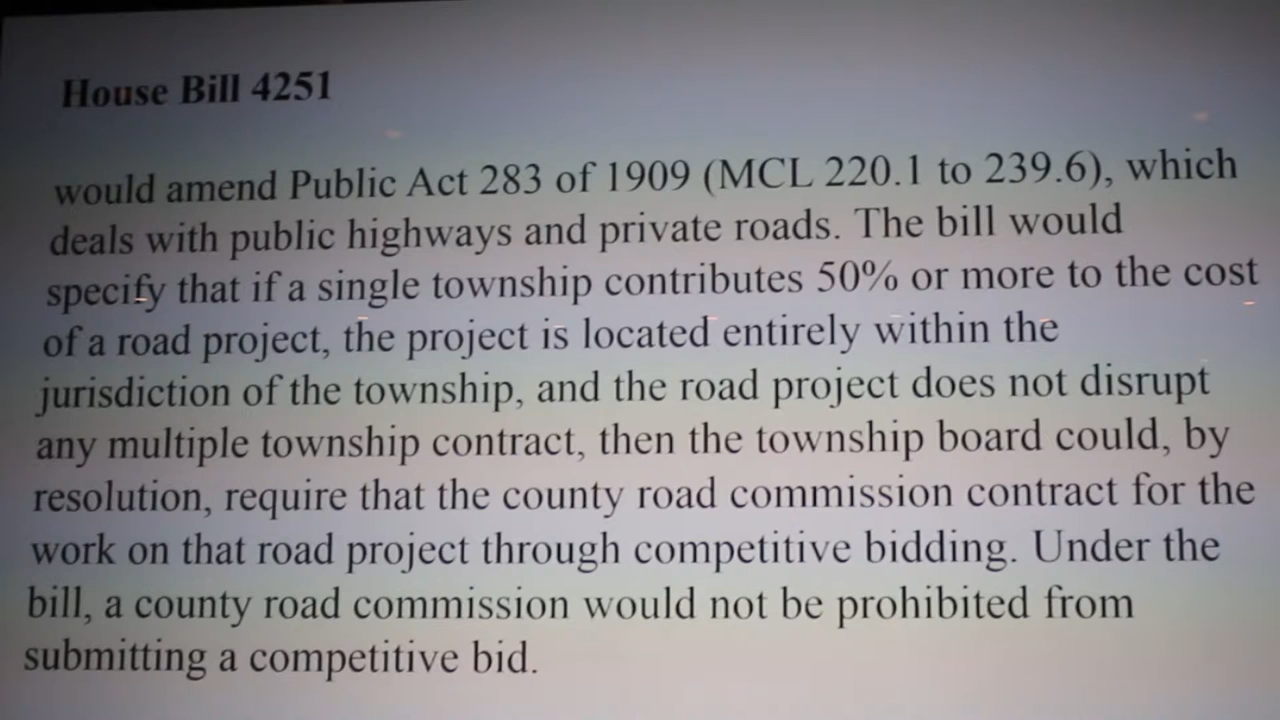 House Bill 4251
would amend Public Act 283 of 1909 (MCL 220.1 to 239.6), which
deals with public highways and private roads. The bill would
specify that if a single township contributes 50% or more to the cost
of a road project, the project is located entirely within the
jurisdiction of the township, and the road project does not disrupt
any multiple township contract, then the township board could, by
resolution, require that the county road commission contract for the
work on that road project through competitive bidding. Under the
bill, a county road commission would not be prohibited from
submitting a competitive bid.